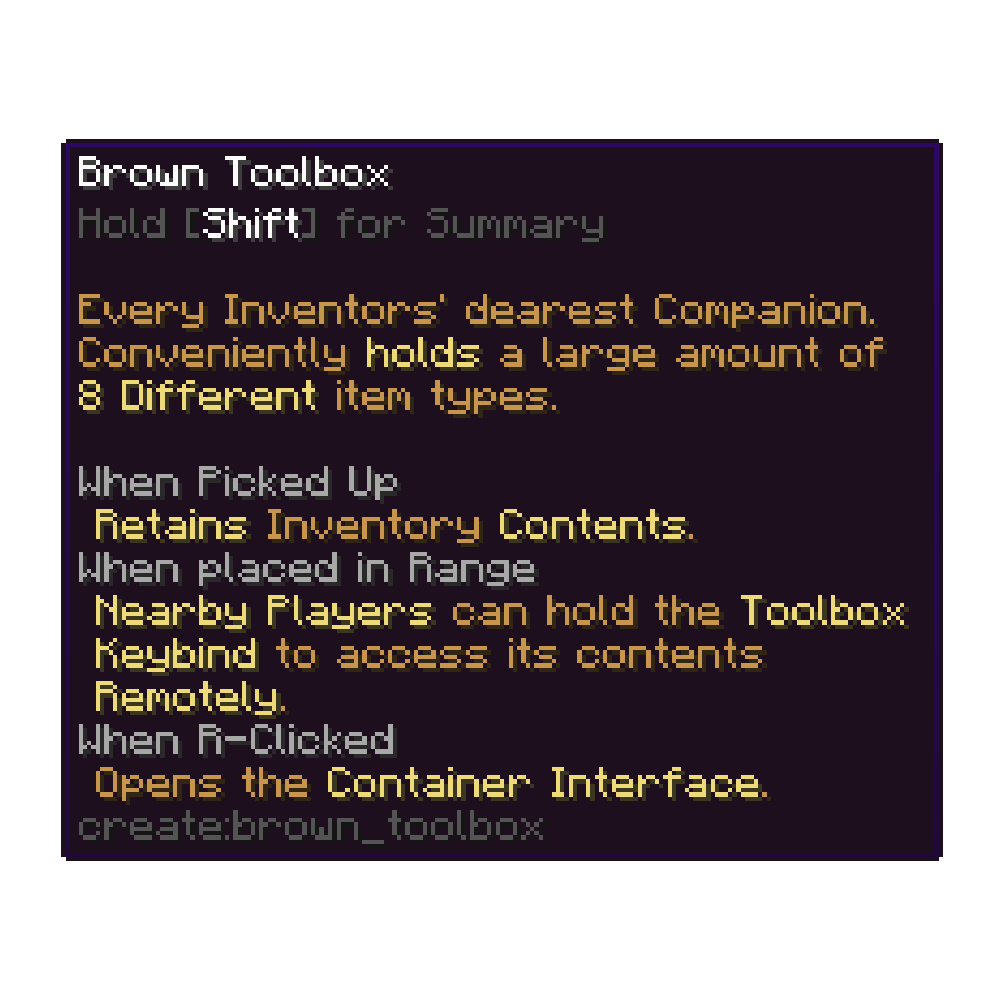 Brown Toolbox
Hold [Shift] for Summary
Every Inventors' dearest Companion.
Conveniently holds a large amount of
8 Different item types.
When Picked Up
Retains Inventory Contents.
When placed in Range
Nearby Players can hold the Toolbox
Keybind to access its contents
Remotely.
When R-Clicked
Opens the Container Interface.
create:brown_toolbox